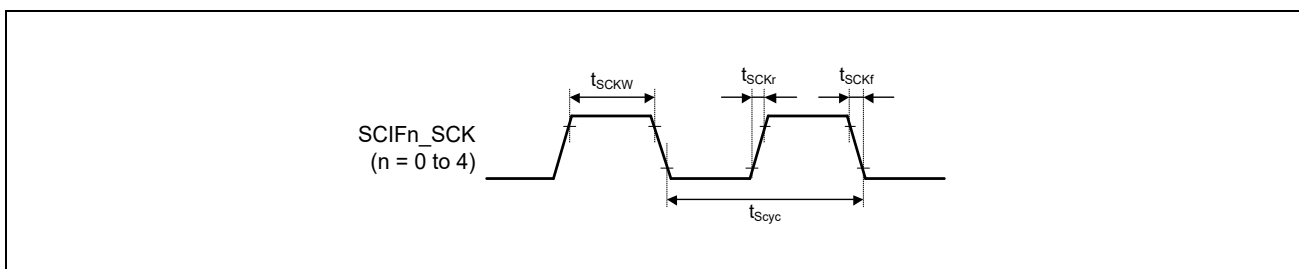 tSCKW
tSCKr
tSCKf
SCIFn_SCK
(n = 0 to 4)
tScyc